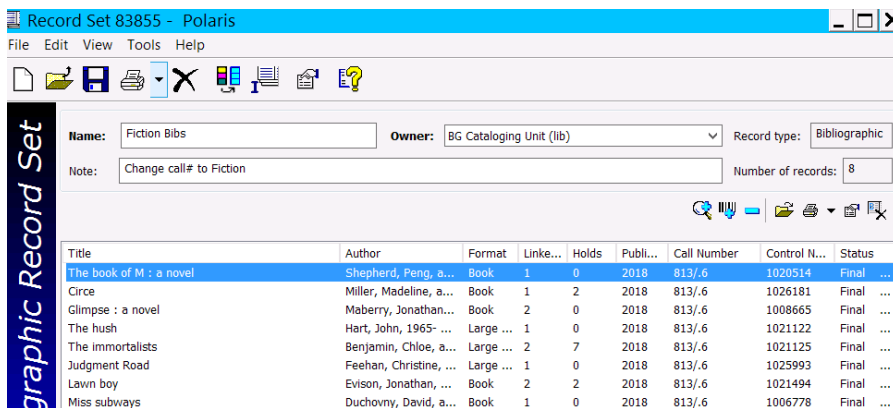 Record Set 83855 - Polaris
File Edit View Tools Help
graphic Record Set
Name: Fiction Bibs Owner: BG Cataloging Unit (lib) Record type: Bibliographic
Note: Change call# to Fiction Number of records: 8
Title Author Format Linke... Holds Publi... Call Number Control N... Status
The book of M : a novel Shepherd, Peng, a... Book 1 0 2018 813/.6 1020514 Final ...
Circe Miller, Madeline, a... Book 1 2 2018 813/.6 1026181 Final ...
Glimpse : a novel Maberry, Jonathan... Book 2 0 2018 813/.6 1008665 Final ...
The hush Hart, John, 1965- ... Large ... 1 0 2018 813/.6 1021122 Final ...
The immortalists Benjamin, Chloe, a... Large ... 2 7 2018 813/.6 1021125 Final ...
Judgment Road Feehan, Christine, ... Large ... 1 0 2018 813/.6 1025993 Final ...
Lawn boy Evison, Jonathan, ... Book 2 2 2018 813/.6 1021494 Final ...
Miss subways Duchovny, David, a... Book 1 0 2018 813/.6 1006778 Final ...